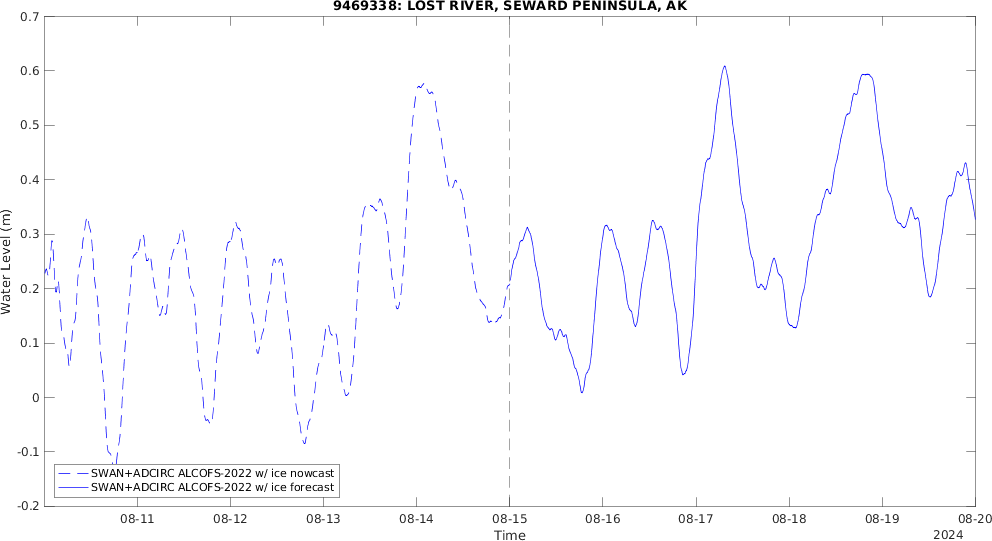 9469338: LOST RIVER, SEWARD PENINSULA, AK
0.7
0.6
0.5
0.4
0.3
0.2
0.1
0
-0.1
-0.2
Water Level (m)
SWAN+ADCIRC ALCOFS-2022 w/ ice nowcast
SWAN+ADCIRC ALCOFS-2022 w/ ice forecast
08-11 08-12 08-13 08-14 08-15 08-16 08-17 08-18 08-19 08-20
Time
2024